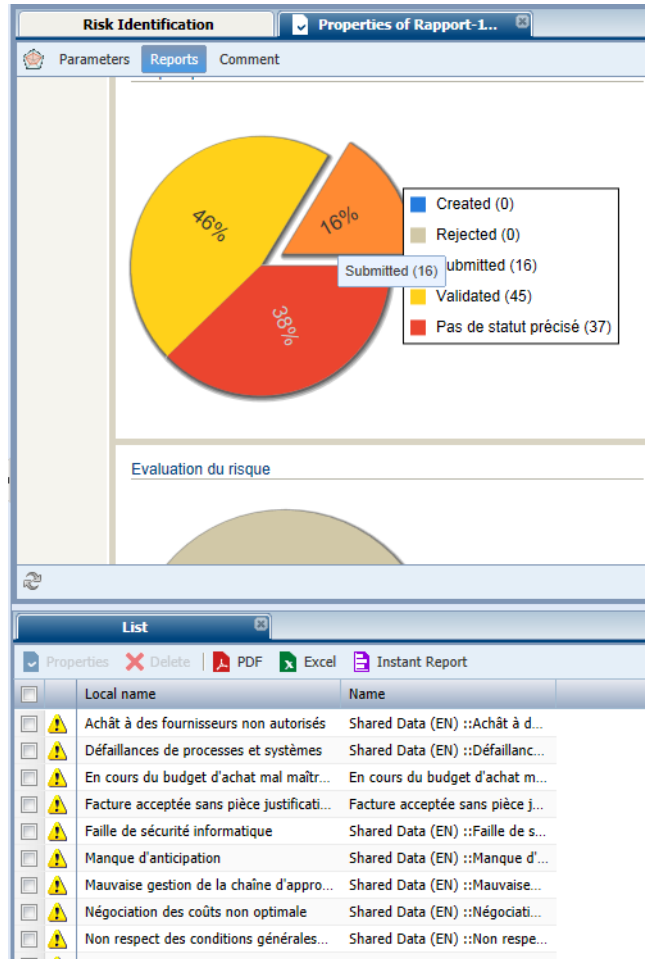 Risk Identification
Properties of Rapport-1...
Parameters Reports Comment
46%
16%
38%
Created (0)
Rejected (0)
ubmitted (16)
Validated (45)
Pas de statut précisé (37)
Submitted (16)
Evaluation du risque
List
Properties Delete PDF Excel Instant Report
Local name Name
Achât à des fournisseurs non autorisés Shared Data (EN) ::Achât à d...
Défaillances de processes et systèmes Shared Data (EN) ::Défaillanc...
En cours du budget d'achat mal maîtr... En cours du budget d'achat m...
Facture acceptée sans pièce justificati... Facture acceptée sans pièce j...
Faille de sécurité informatique Shared Data (EN) ::Faille de s...
Manque d'anticipation Shared Data (EN) ::Manque d'...
Mauvaise gestion de la chaîne d'appro... Shared Data (EN) ::Mauvaise...
Négociation des coûts non optimale Shared Data (EN) ::Négociati...
Non respect des conditions générales... Shared Data (EN) ::Non respe...